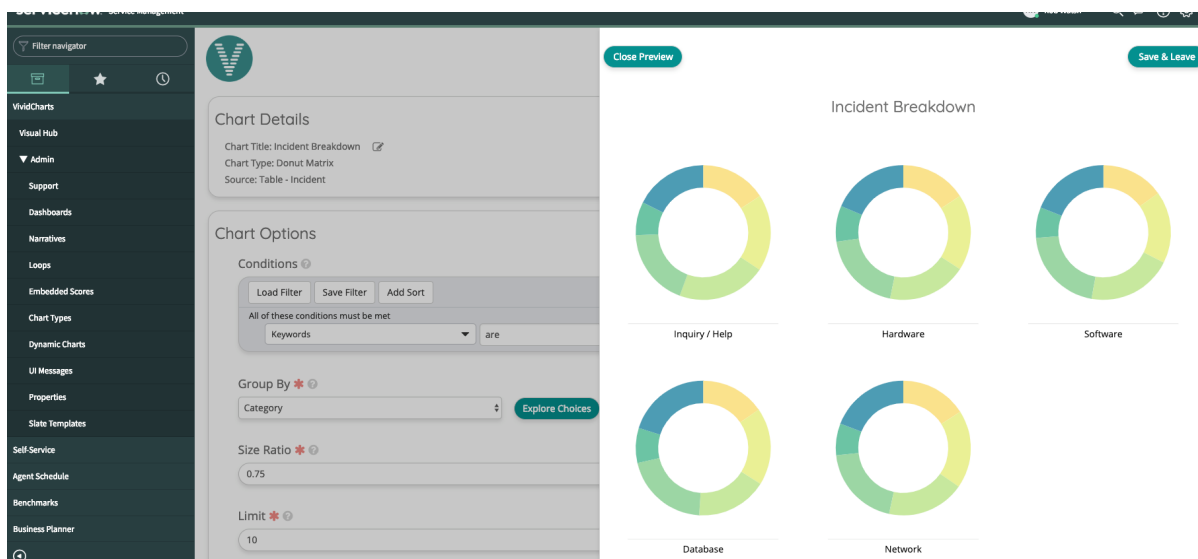 Service Management
Filter navigator
VividCharts
Visual Hub
Admin
Support
Dashboards
Narratives
Loops
Embedded Scores
Chart Types
Dynamic Charts
UI Messages
Properties
Slate Templates
Self-Service
Agent Schedule
Benchmarks
Business Planner
Chart Details
Chart Title: Incident Breakdown
Chart Type: Donut Matrix
Source: Table - Incident
Chart Options
Conditions
Load Filter Save Filter Add Sort
All of these conditions must be met
Keywords are
Group By *
Category Explore Choices
Size Ratio *
0.75
Limit *
10
Close Preview Save & Leave
Incident Breakdown
Inquiry / Help Hardware Software
Database Network